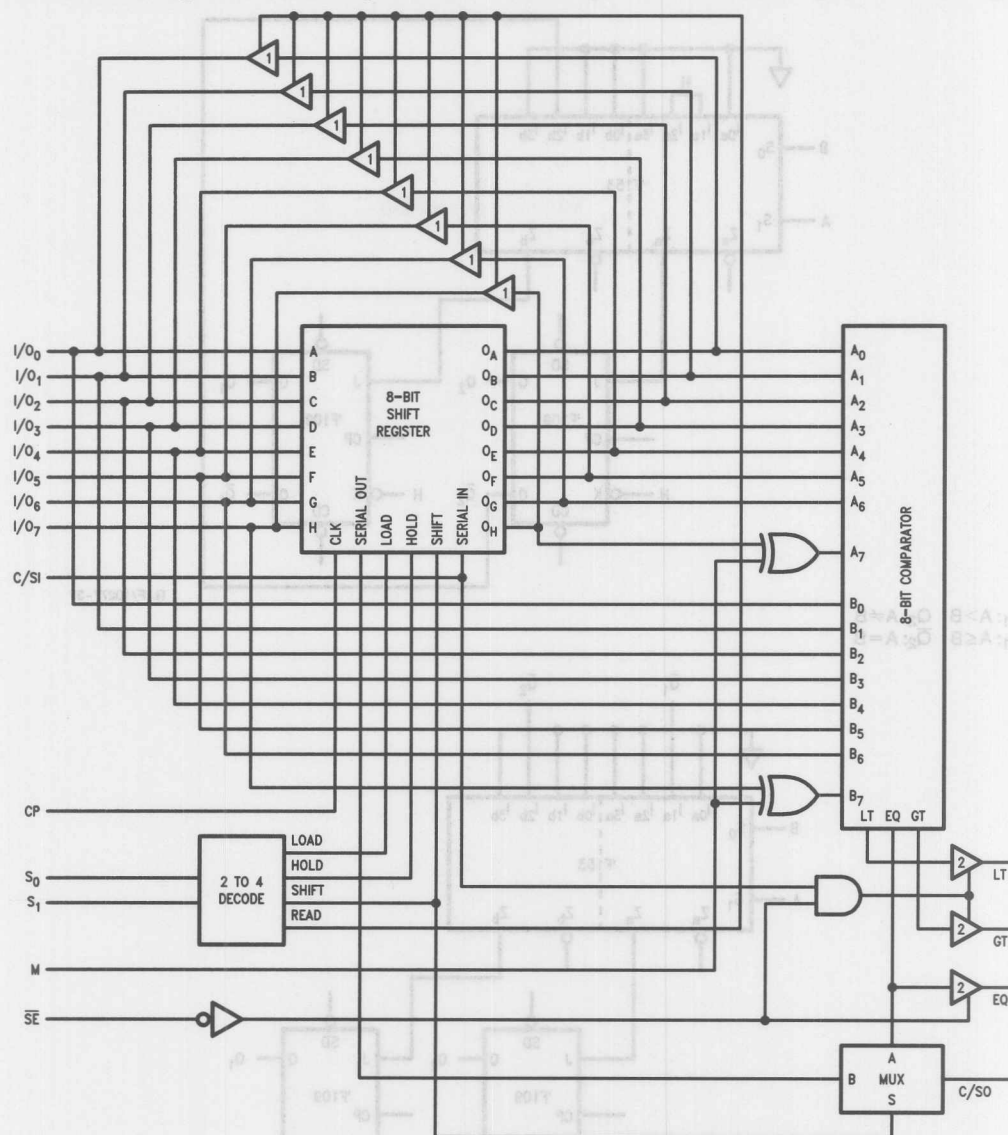 1
1
1
1
1
1
1
1
I/O0
I/O1
I/O2
I/O3
I/O4
I/O5
I/O6
I/O7
C/SI
A
B
C
D
E
F
G
H
8-BIT
SHIFT
REGISTER
OA
OB
OC
OD
OE
OF
OG
OH
CLK
SERIAL OUT
LOAD
HOLD
SHIFT
SERIAL IN
A0
A1
A2
A3
A4
A5
A6
A7
B0
B1
B2
B3
B4
B5
B6
B7
8-BIT COMPARATOR
LT EQ GT
CP
S0
S1
2 TO 4
DECODE
LOAD
HOLD
SHIFT
READ
M
SE
2
LT
2
GT
2
EQ
A
B MUX
S
C/SO